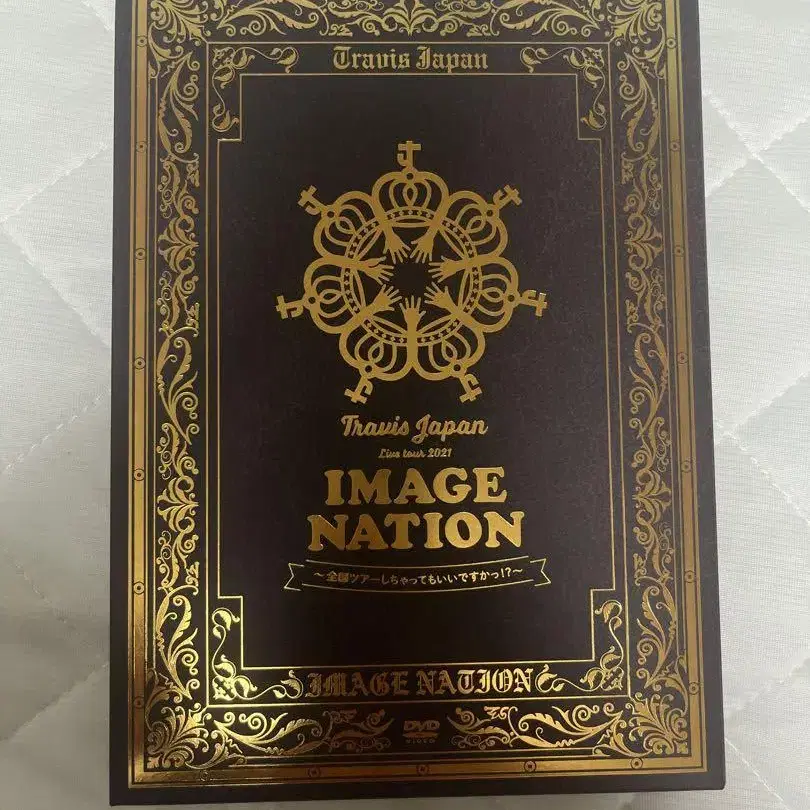 Travis Japan
Travis Japan
Live tour 2021
IMAGE
NATION
～全国ツアーしちゃってもいいですかっ!?～
IMAGE NATION
DVD
VIDEO